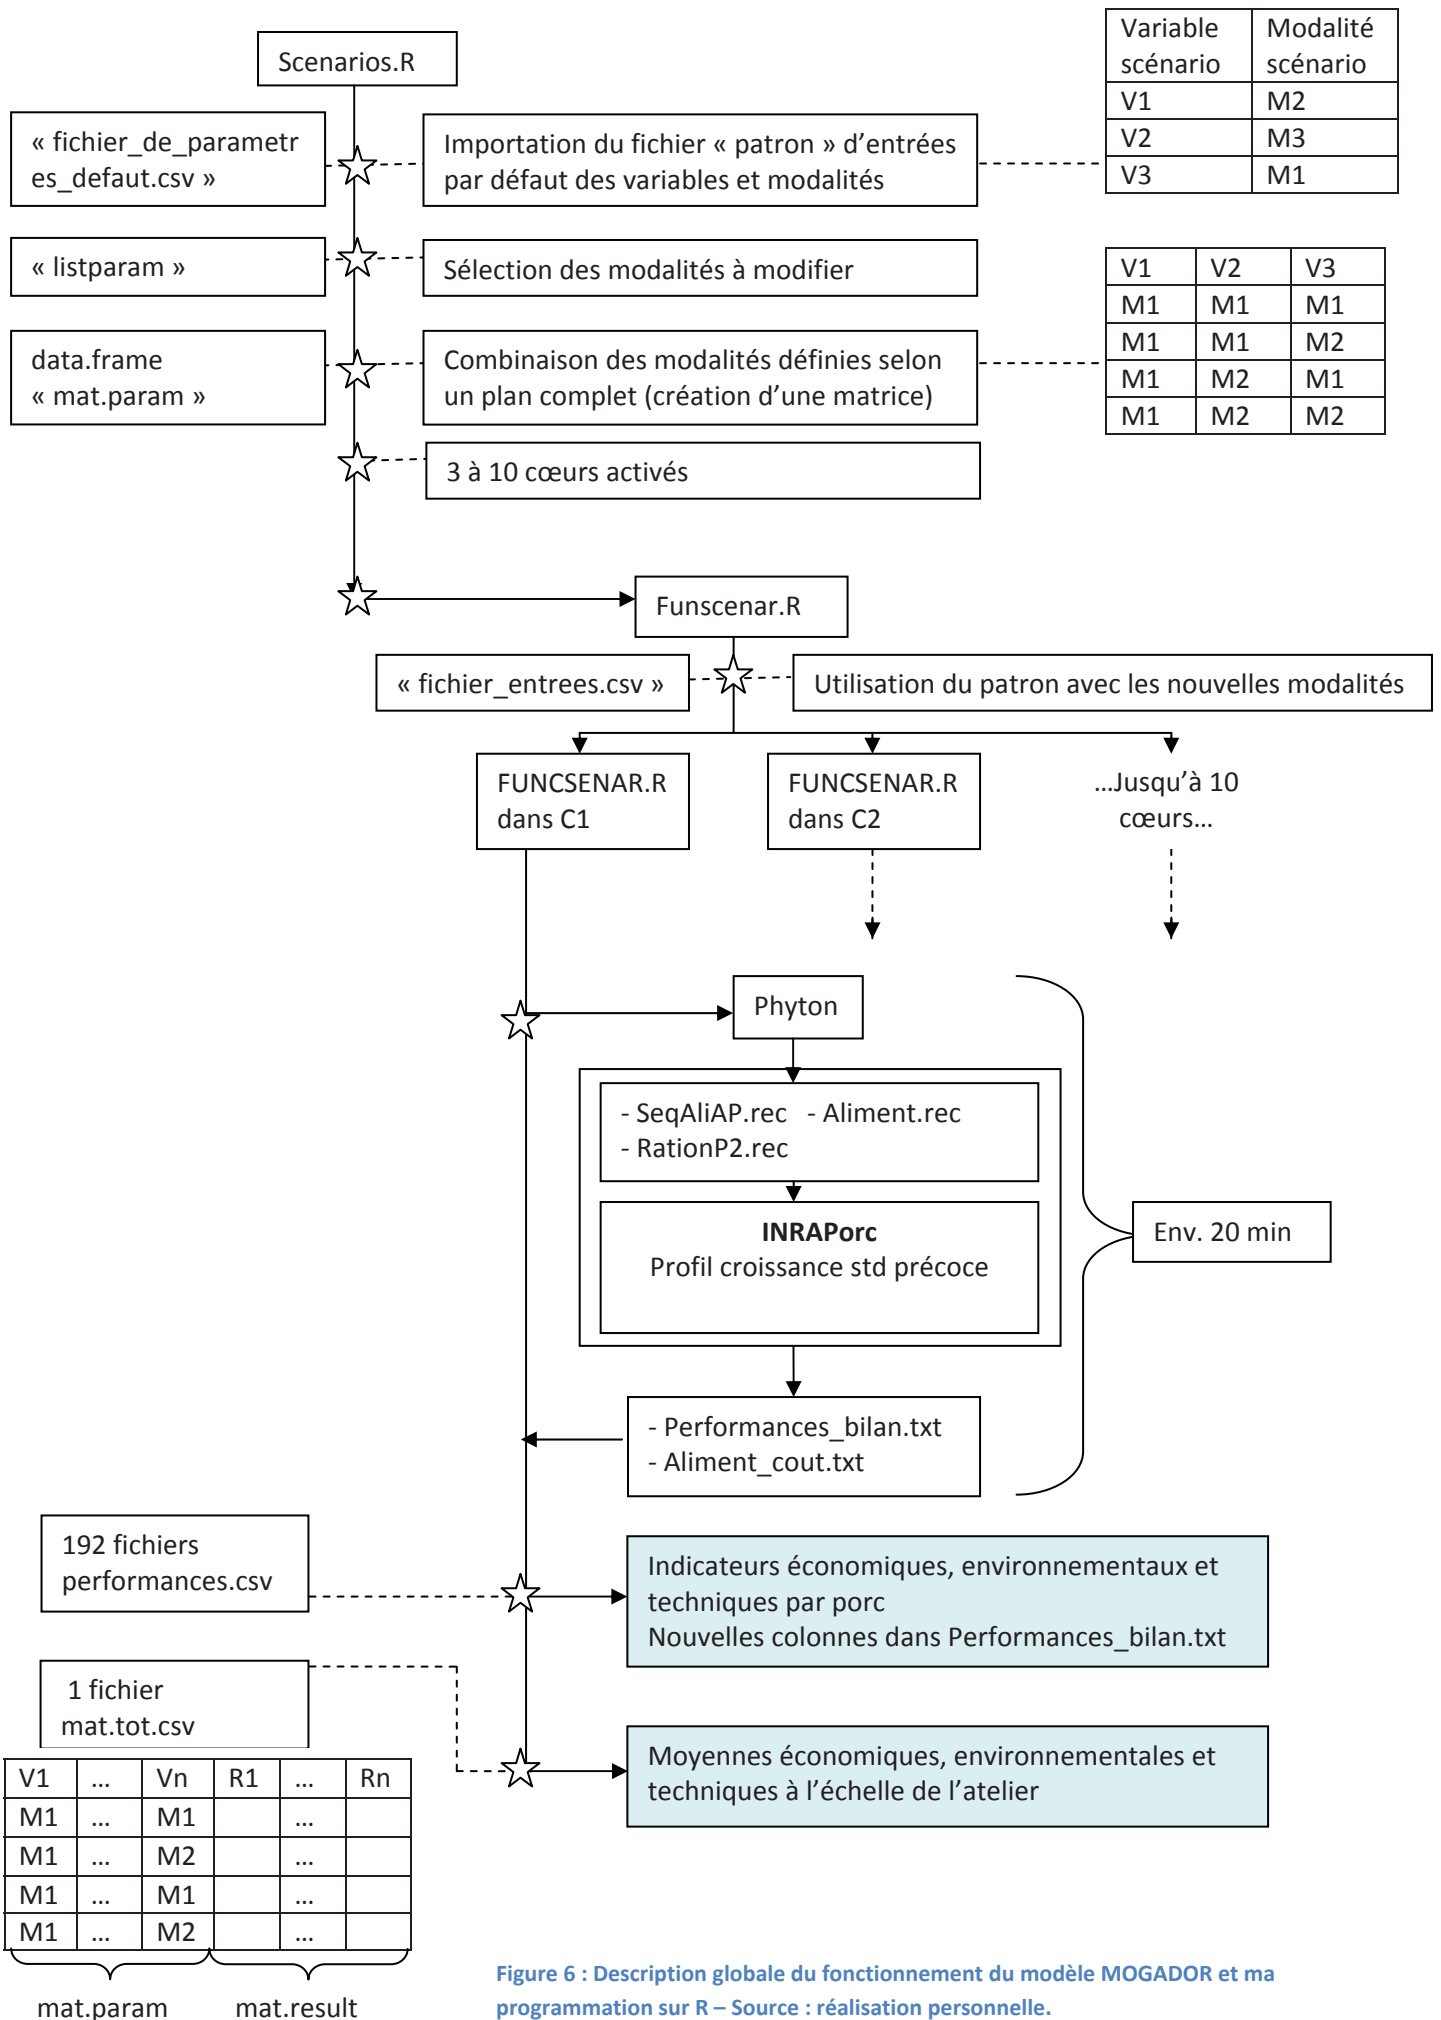 Scenarios.R
Variable scénario | Modalité scénario
V1 | M2
V2 | M3
V3 | M1
« fichier_de_parametr
es_defaut.csv »
Importation du fichier « patron » d'entrées
par défaut des variables et modalités
« listparam »
Sélection des modalités à modifier
V1 | V2 | V3
M1 | M1 | M1
M1 | M1 | M2
M1 | M2 | M1
M1 | M2 | M2
data.frame
« mat.param »
Combinaison des modalités définies selon
un plan complet (création d'une matrice)
3 à 10 cœurs activés
Funscenar.R
« fichier_entrees.csv »
Utilisation du patron avec les nouvelles modalités
FUNCSENAR.R
dans C1
FUNCSENAR.R
dans C2
...Jusqu'à 10
cœurs...
Phyton
- SeqAliAP.rec - Aliment.rec
- RationP2.rec
INRAPorc
Profil croissance std précoce
Env. 20 min
- Performances_bilan.txt
- Aliment_cout.txt
192 fichiers
performances.csv
Indicateurs économiques, environnementaux et
techniques par porc
Nouvelles colonnes dans Performances_bilan.txt
1 fichier
mat.tot.csv
Moyennes économiques, environnementales et
techniques à l'échelle de l'atelier
V1 | ... | Vn | R1 | ... | Rn
M1 | ... | M1 | | ... |
M1 | ... | M2 | | ... |
M1 | ... | M1 | | ... |
M1 | ... | M2 | | ... |
mat.param mat.result
Figure 6 : Description globale du fonctionnement du modèle MOGADOR et ma
programmation sur R – Source : réalisation personnelle.